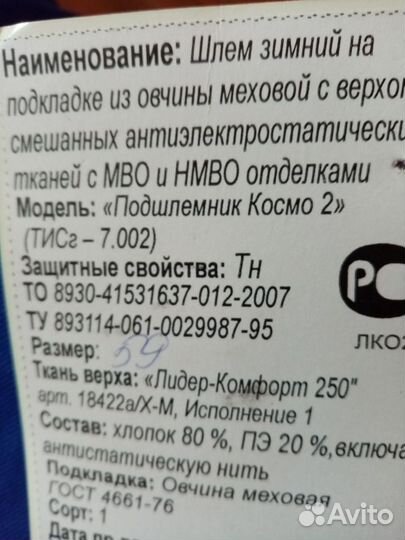 Наименование: Шлем зимний на
подкладке из овчины меховой с верхом
смешанных антиэлектростатически
тканей с МВО и НМВО отделками
Модель: «Подшлемник Космо 2»
(ТИСг – 7.002)
Защитные свойства: Тн
ТО 8930-41531637-012-2007
ТУ 893114-061-0029987-95
РС
ЛКО2
Размер: 59
Ткань верха: «Лидер-Комфорт 250"
арт. 18422а/Х-М, Исполнение 1
Состав: хлопок 80 %, ПЭ 20 %,включа
антистатическую нить
Подкладка: Овчина меховая
ГОСТ 4661-76
Сорт: 1
Дата
Avito